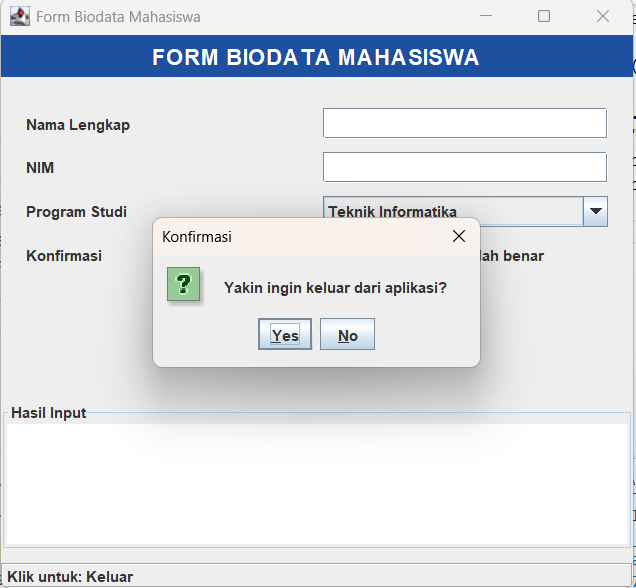 Form Biodata Mahasiswa
FORM BIODATA MAHASISWA
Nama Lengkap
NIM
Program Studi
Teknik Informatika
Konfirmasi
lah benar
Konfirmasi
?
Yakin ingin keluar dari aplikasi?
Yes
No
Hasil Input
Klik untuk: Keluar